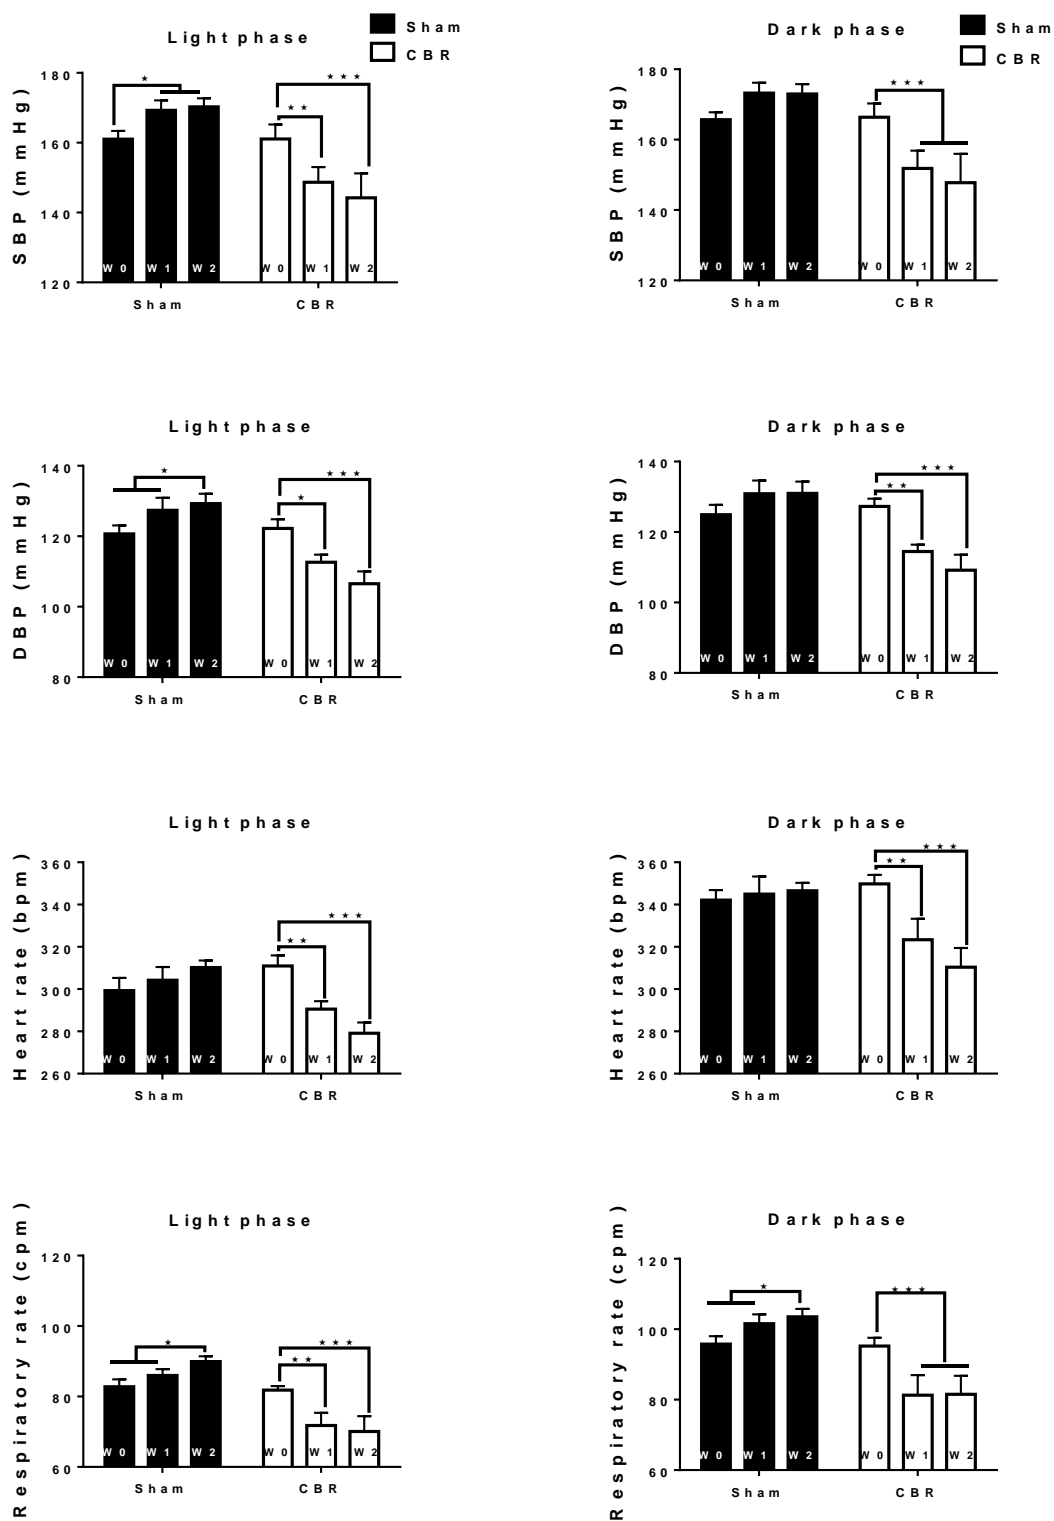 Light phase
Sham
CBR
SBP (mmHg)
180
160
140
120
W0 W1 W2 W0 W1 W2
Sham CBR
* ** ***
Dark phase
Sham
CBR
SBP (mmHg)
180
160
140
120
W0 W1 W2 W0 W1 W2
Sham CBR
***
Light phase
DBP (mmHg)
140
120
100
80
W0 W1 W2 W0 W1 W2
Sham CBR
* * ***
Dark phase
DBP (mmHg)
140
120
100
80
W0 W1 W2 W0 W1 W2
Sham CBR
** ***
Light phase
Heart rate (bpm)
360
340
320
300
280
260
W0 W1 W2 W0 W1 W2
Sham CBR
** ***
Dark phase
Heart rate (bpm)
360
340
320
300
280
260
W0 W1 W2 W0 W1 W2
Sham CBR
** ***
Light phase
Respiratory rate (cpm)
120
100
80
60
W0 W1 W2 W0 W1 W2
Sham CBR
* ** ***
Dark phase
Respiratory rate (cpm)
120
100
80
60
W0 W1 W2 W0 W1 W2
Sham CBR
* ***